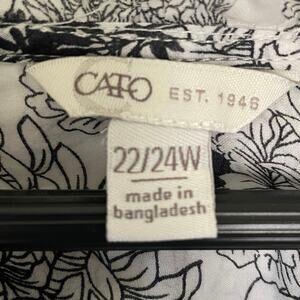 CATO EST. 1946
22/24W
made in
bangladesh